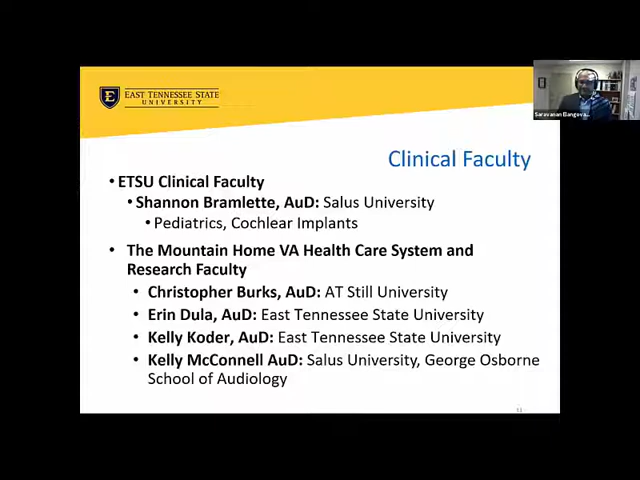 EAST TENNESSEE STATE
UNIVERSITY
Clinical Faculty
• ETSU Clinical Faculty
• Shannon Bramlette, AuD: Salus University
• Pediatrics, Cochlear Implants
• The Mountain Home VA Health Care System and
Research Faculty
• Christopher Burks, AuD: AT Still University
• Erin Dula, AuD: East Tennessee State University
• Kelly Koder, AuD: East Tennessee State University
• Kelly McConnell AuD: Salus University, George Osborne
School of Audiology